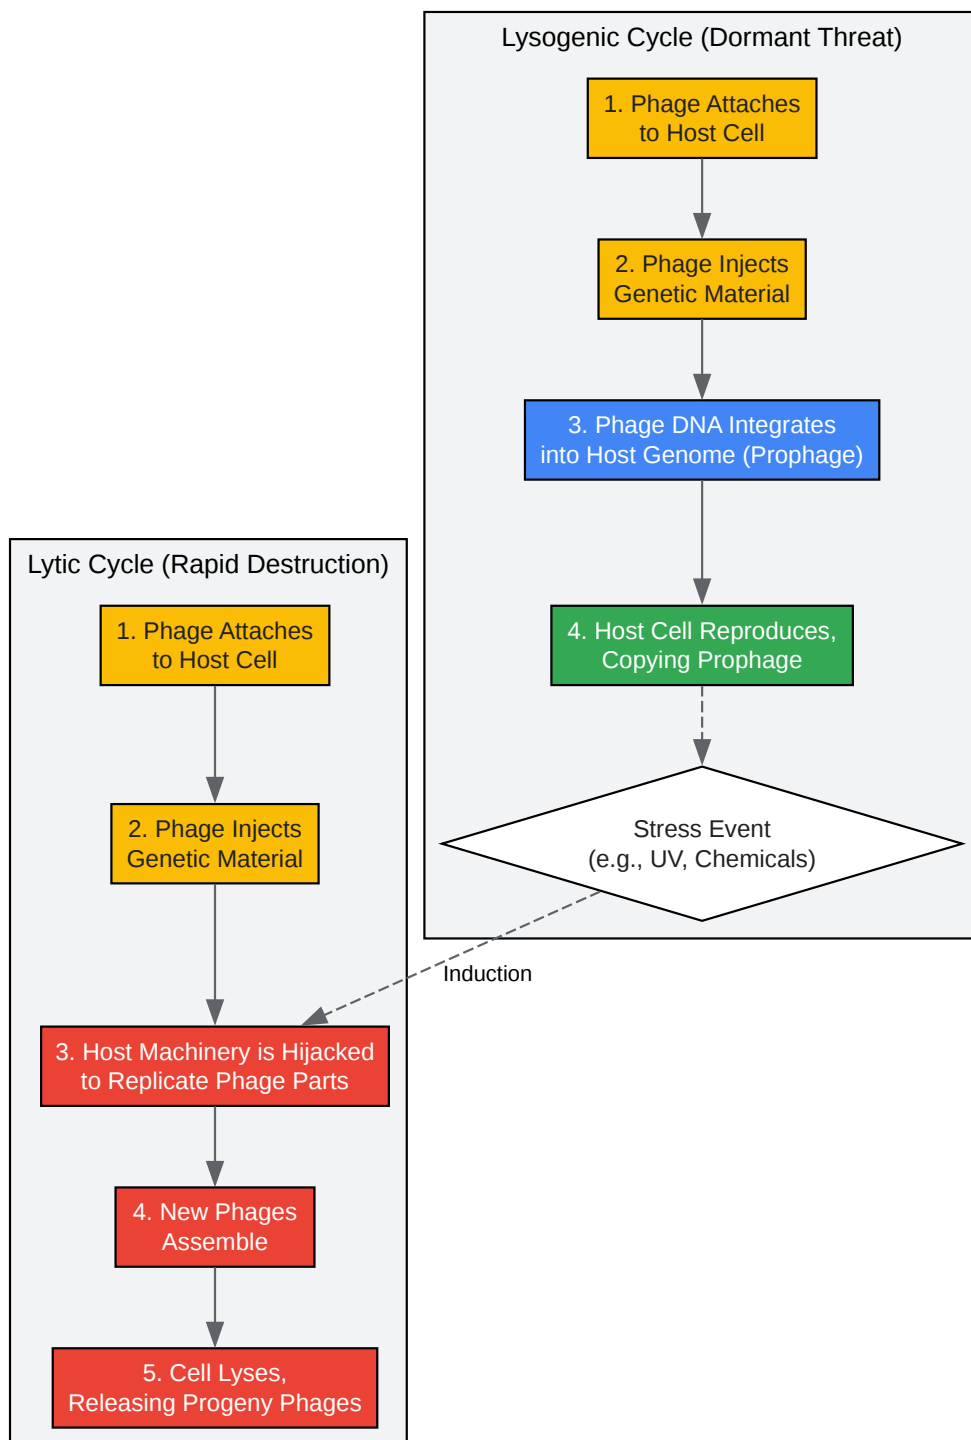 Lysogenic Cycle (Dormant Threat)
1. Phage Attaches
to Host Cell
2. Phage Injects
Genetic Material
3. Phage DNA Integrates
into Host Genome (Prophage)
4. Host Cell Reproduces,
Copying Prophage
Stress Event
(e.g., UV, Chemicals)
Induction
Lytic Cycle (Rapid Destruction)
1. Phage Attaches
to Host Cell
2. Phage Injects
Genetic Material
3. Host Machinery is Hijacked
to Replicate Phage Parts
4. New Phages
Assemble
5. Cell Lyses,
Releasing Progeny Phages